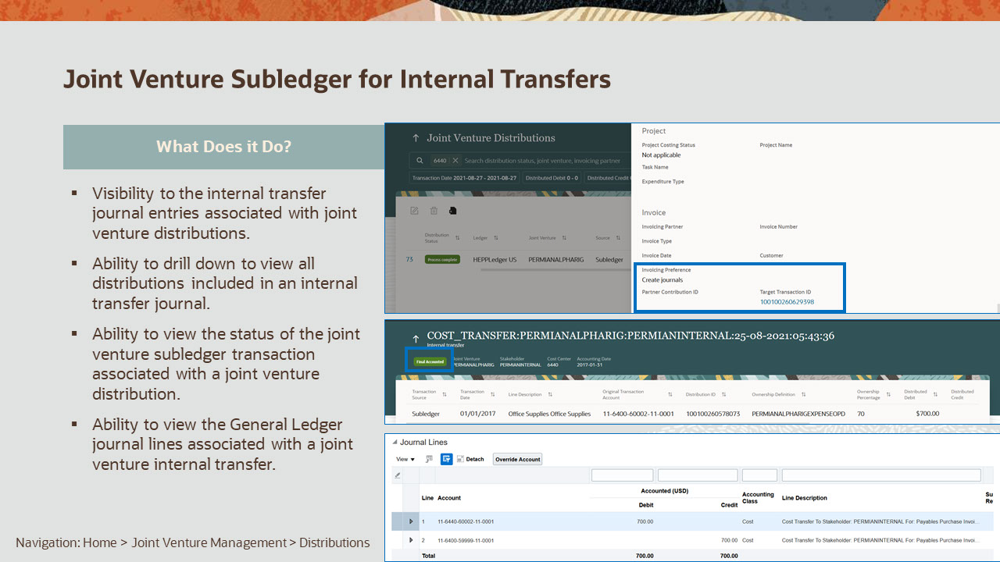 Joint Venture Subledger for Internal Transfers
What Does it Do?
▪ Visibility to the internal transfer
journal entries associated with joint
venture distributions.
▪ Ability to drill down to view all
distributions included in an internal
transfer journal.
▪ Ability to view the status of the joint
venture subledger transaction
associated with a joint venture
distribution.
▪ Ability to view the General Ledger
journal lines associated with a joint
venture internal transfer.
Navigation: Home > Joint Venture Management > Distributions
Joint Venture Distributions
6440 Search distribution status, joint venture, invoicing partner
Transaction Date 2021-08-27 - 2021-08-27 Distributed Debit 0 - 0 Distributed Credit
Distribution Status Ledger Joint Venture Source
73 Process complete HEPPLedger US PERMIANALPHARIG Subledger
Project
Project Costing Status Project Name
Not applicable
Task Name
Expenditure Type
Invoice
Invoicing Partner Invoice Number
Invoice Type
Invoice Date Customer
Invoicing Preference
Create journals
Partner Contribution ID Target Transaction ID
100100260629398
COST_TRANSFER:PERMIANALPHARIG:PERMIANINTERNAL:25-08-2021:05:43:36
Internal transfer
Final Accounted Joint Venture Stakeholder Cost Center Accounting Date
PERMIANALPHARIG PERMIANINTERNAL 6440 2017-01-31
Transaction Source Transaction Date Line Description Original Transaction Account Distribution ID Ownership Definition Ownership Percentage Distributed Debit Distributed Credit
Subledger 01/01/2017 Office Supplies Office Supplies 11-6400-60002-11-0001 100100260578073 PERMIANALPHARIGEXPENSEOPD 70 $700.00
Journal Lines
View Detach Override Account
Line Account Accounted (USD) Accounting Class Line Description Su Re
Debit Credit
1 11-6440-60002-11-0001 700.00 Cost Cost Transfer To Stakeholder: PERMIANINTERNAL For: Payables Purchase Invoi...
2 11-6400-59999-11-0001 700.00 Cost Cost Transfer To Stakeholder: PERMIANINTERNAL For: Payables Purchase Invoi...
Total 700.00 700.00